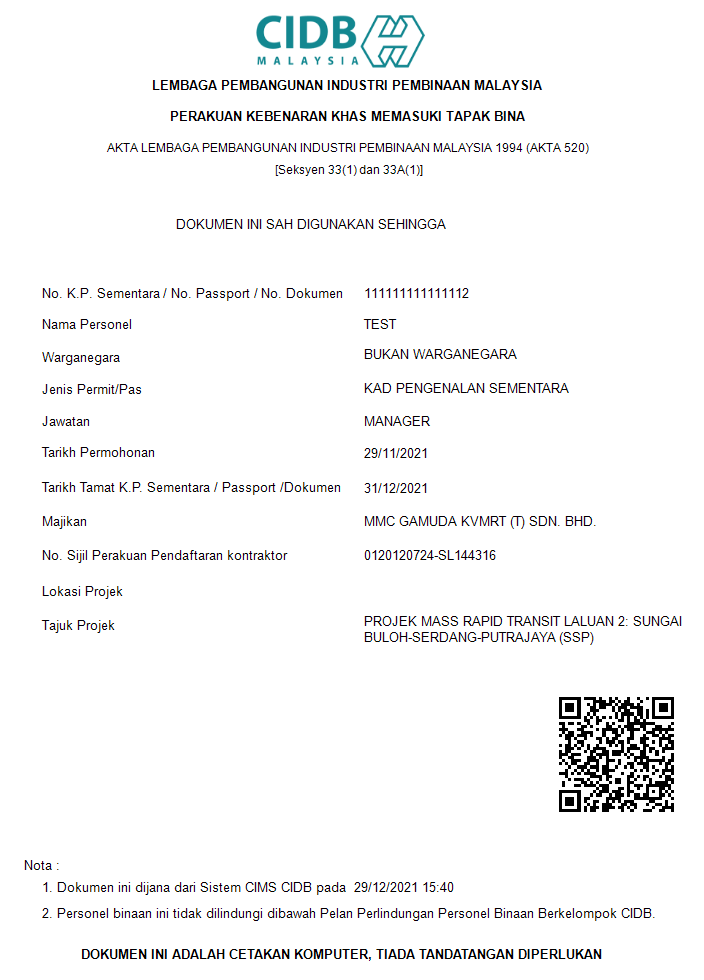 CIDB
MALAYSIA
LEMBAGA PEMBANGUNAN INDUSTRI PEMBINAAN MALAYSIA
PERAKUAN KEBENARAN KHAS MEMASUKI TAPAK BINA
AKTA LEMBAGA PEMBANGUNAN INDUSTRI PEMBINAAN MALAYSIA 1994 (AKTA 520)
[Seksyen 33(1) dan 33A(1)]
DOKUMEN INI SAH DIGUNAKAN SEHINGGA
No. K.P. Sementara / No. Passport / No. Dokumen 111111111111112
Nama Personel TEST
Warganegara BUKAN WARGANEGARA
Jenis Permit/Pas KAD PENGENALAN SEMENTARA
Jawatan MANAGER
Tarikh Permohonan 29/11/2021
Tarikh Tamat K.P. Sementara / Passport /Dokumen 31/12/2021
Majikan MMC GAMUDA KVMRT (T) SDN. BHD.
No. Sijil Perakuan Pendaftaran kontraktor 0120120724-SL144316
Lokasi Projek
Tajuk Projek PROJEK MASS RAPID TRANSIT LALUAN 2: SUNGAI
BULOH-SERDANG-PUTRAJAYA (SSP)
Nota :
1. Dokumen ini dijana dari Sistem CIMS CIDB pada 29/12/2021 15:40
2. Personel binaan ini tidak dilindungi dibawah Pelan Perlindungan Personel Binaan Berkelompok CIDB.
DOKUMEN INI ADALAH CETAKAN KOMPUTER, TIADA TANDATANGAN DIPERLUKAN